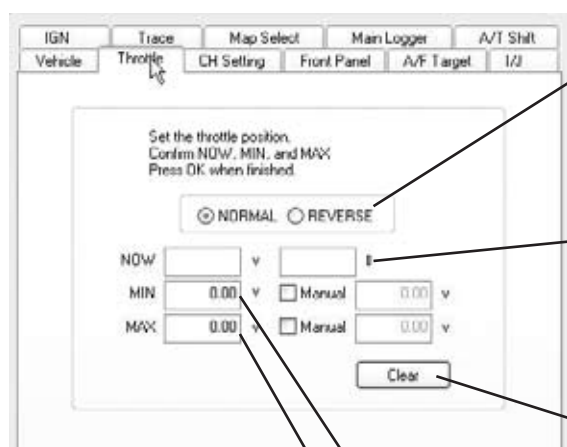 IGN Trace Map Select Main Logger A/T Shift
Vehicle Throttle CH Setting Front Panel A/F Target I/J
Set the throttle position.
Confirm NOW, MIN, and MAX
Press OK when finished.
NORMAL REVERSE
NOW v
MIN 0.00 v Manual 0.00 v
MAX 0.00 v Manual 0.00 v
Clear